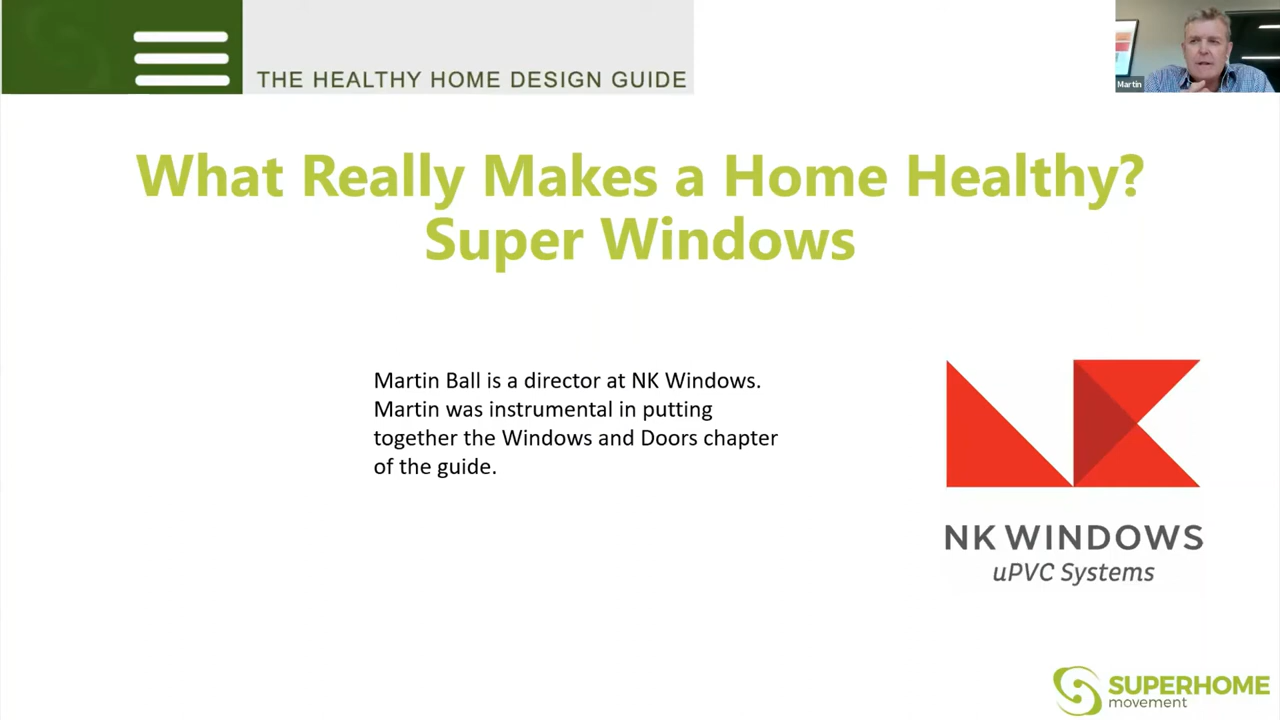 THE HEALTHY HOME DESIGN GUIDE
Martin
What Really Makes a Home Healthy?
Super Windows
Martin Ball is a director at NK Windows.
Martin was instrumental in putting
together the Windows and Doors chapter
of the guide.
NK WINDOWS
uPVC Systems
SUPERHOME
movement